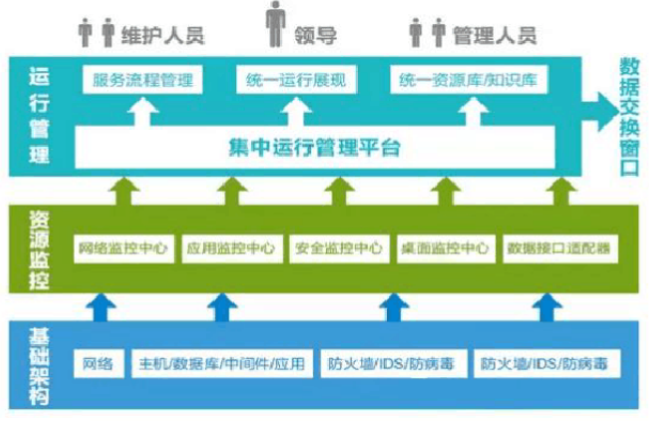 维护人员
领导
管理人员
运行管理
服务流程管理
统一运行展现
统一资源库/知识库
数据交换窗口
集中运行管理平台
资源监控
网络监控中心
应用监控中心
安全监控中心
桌面监控中心
数据接口适配器
基础架构
网络
主机/数据库/中间件/应用
防火墙/IDS/防病毒
防火墙/IDS/防病毒